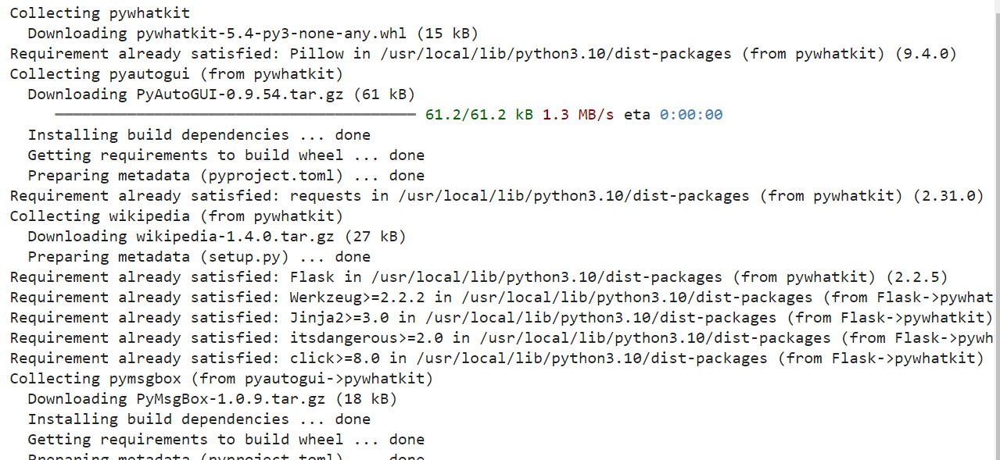 Collecting pywhatkit
Downloading pywhatkit-5.4-py3-none-any.whl (15 kB)
Requirement already satisfied: Pillow in /usr/local/lib/python3.10/dist-packages (from pywhatkit) (9.4.0)
Collecting pyautogui (from pywhatkit)
Downloading PyAutoGUI-0.9.54.tar.gz (61 kB)
61.2/61.2 kB 1.3 MB/s eta 0:00:00
Installing build dependencies ... done
Getting requirements to build wheel ... done
Preparing metadata (pyproject.toml) ... done
Requirement already satisfied: requests in /usr/local/lib/python3.10/dist-packages (from pywhatkit) (2.31.0)
Collecting wikipedia (from pywhatkit)
Downloading wikipedia-1.4.0.tar.gz (27 kB)
Preparing metadata (setup.py) ... done
Requirement already satisfied: Flask in /usr/local/lib/python3.10/dist-packages (from pywhatkit) (2.2.5)
Requirement already satisfied: Werkzeug>=2.2.2 in /usr/local/lib/python3.10/dist-packages (from Flask->pywhat
Requirement already satisfied: Jinja2>=3.0 in /usr/local/lib/python3.10/dist-packages (from Flask->pywhatkit)
Requirement already satisfied: itsdangerous>=2.0 in /usr/local/lib/python3.10/dist-packages (from Flask->pywh
Requirement already satisfied: click>=8.0 in /usr/local/lib/python3.10/dist-packages (from Flask->pywhatkit)
Collecting pymsgbox (from pyautogui->pywhatkit)
Downloading PyMsgBox-1.0.9.tar.gz (18 kB)
Installing build dependencies ... done
Getting requirements to build wheel ... done
Preparing metadata (pyproject.toml) ... done